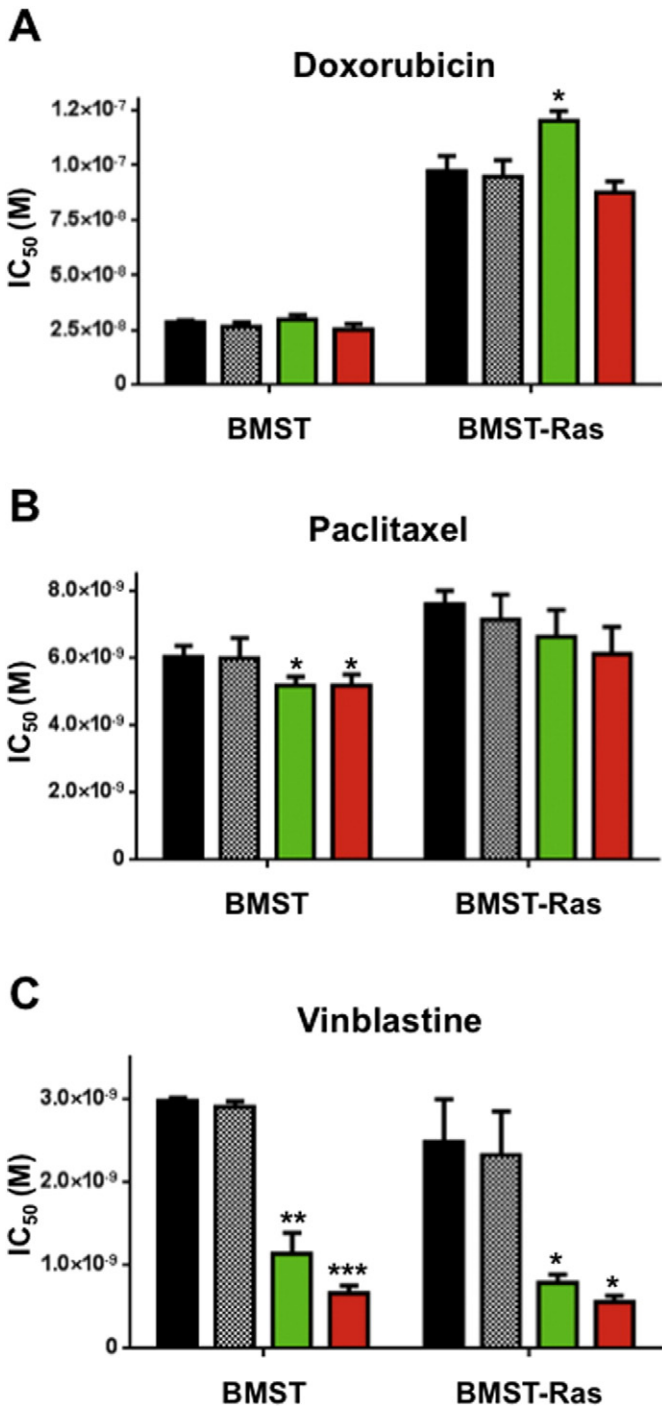 A
Doxorubicin
IC₅₀ (M)
1.2×10⁻⁷
1.0×10⁻⁷
7.5×10⁻⁸
5.0×10⁻⁸
2.5×10⁻⁸
0
*
BMST
BMST-Ras
B
Paclitaxel
IC₅₀ (M)
8.0×10⁻⁹
6.0×10⁻⁹
4.0×10⁻⁹
2.0×10⁻⁹
0
* *
BMST
BMST-Ras
C
Vinblastine
IC₅₀ (M)
3.0×10⁻⁹
2.0×10⁻⁹
1.0×10⁻⁹
0
** *** * *
BMST
BMST-Ras